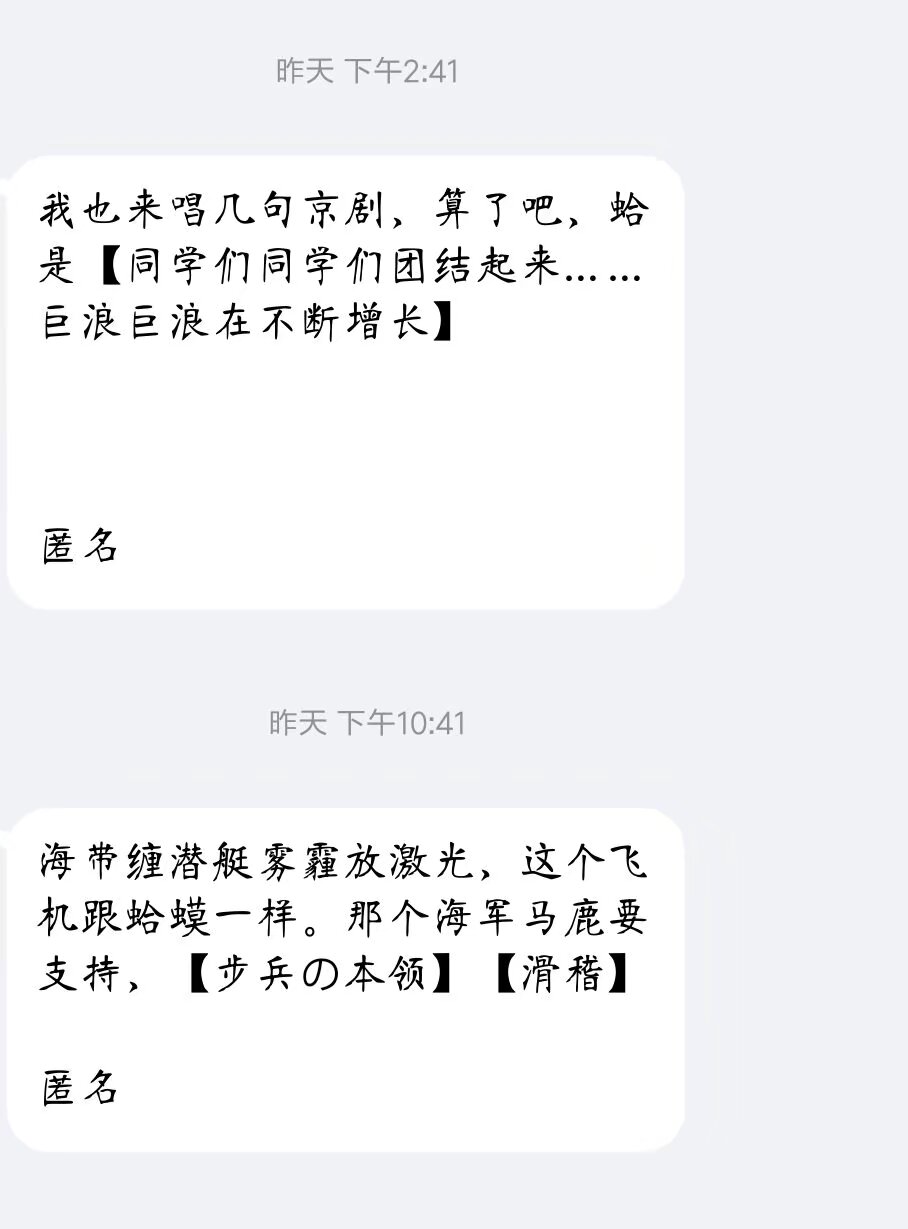 昨天 下午2:41
我也来唱几句京剧，算了吧，蛤
是【同学们同学们团结起来……
巨浪巨浪在不断增长】
匿名
昨天 下午10:41
海带缠潜艇雾霾放激光，这个飞
机跟蛤蟆一样。那个海军马鹿要
支持，【步兵の本领】【滑稽】
匿名